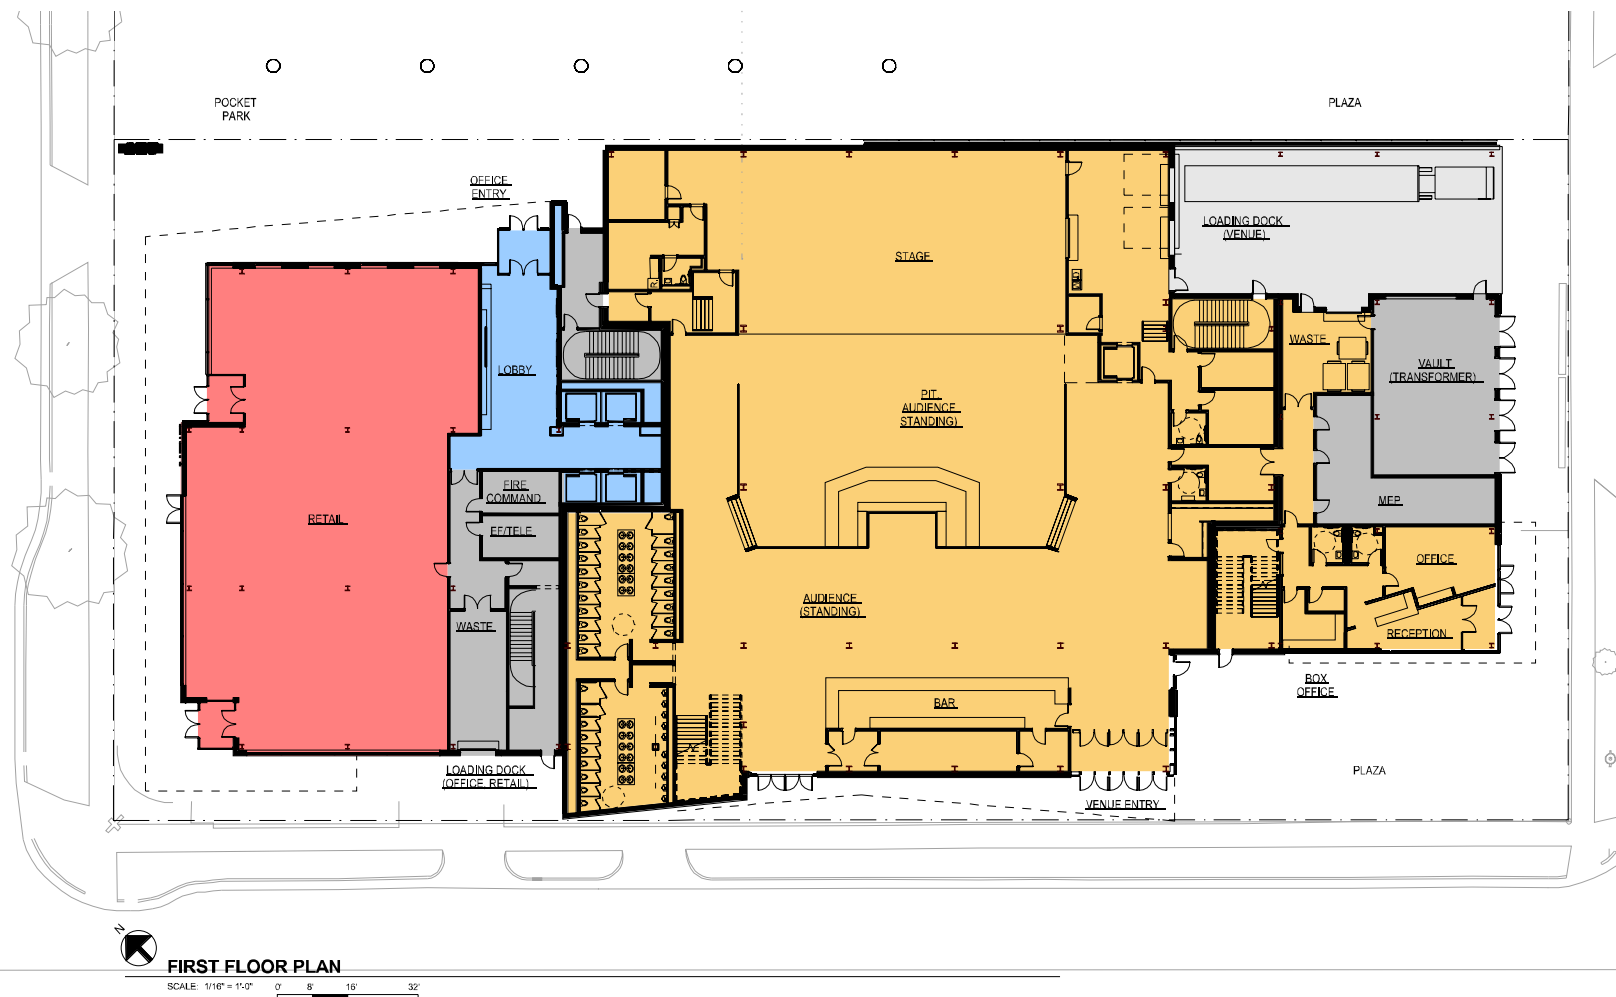 POCKET
PARK
PLAZA
OFFICE
ENTRY
LOADING DOCK
(VENUE)
STAGE
WASTE
VAULT
(TRANSFORMER)
LOBBY
PIT
AUDIENCE
STANDING)
FIRE
COMMAND
MEP
RETAIL
EF/TELE
OFFICE
AUDIENCE
(STANDING)
WASTE
RECEPTION
BOX
OFFICE
BAR
LOADING DOCK
(OFFICE, RETAIL)
PLAZA
VENUE ENTRY
N
FIRST FLOOR PLAN
SCALE: 1/16" = 1'-0"
0' 8' 16' 32'